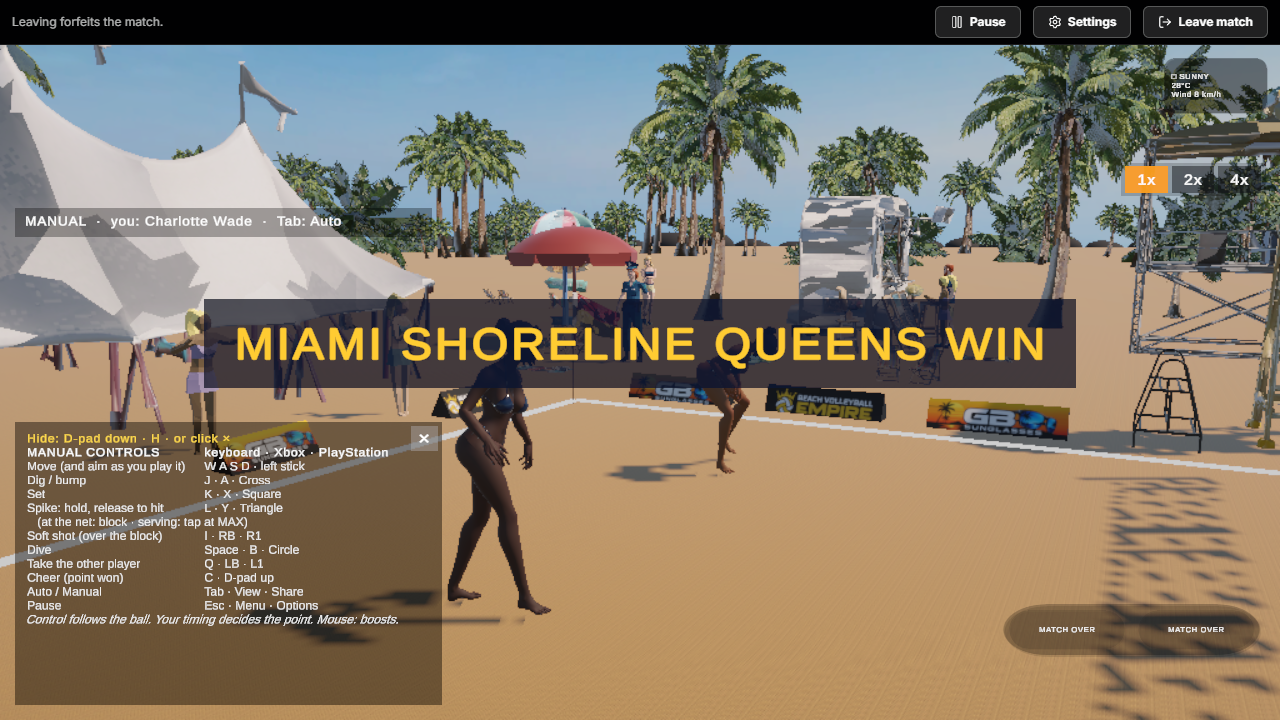 Leaving forfeits the match.
Pause
Settings
Leave match
SUNNY
28°C
Wind 8 km/h
1x 2x 4x
MANUAL · you: Charlotte Wade · Tab: Auto
MIAMI SHORELINE QUEENS WIN
GB
BEACH VOLLEYBALL
EMPIRE
GB
SUNGLASSES
GB
Hide: D-pad down · H · or click ×
MANUAL CONTROLS keyboard · Xbox · PlayStation
Move (and aim as you play it) W A S D · left stick
Dig / bump J · A · Cross
Set K · X · Square
Spike: hold, release to hit L · Y · Triangle
(at the net: block · serving: tap at MAX)
Soft shot (over the block) I · RB · R1
Dive Space · B · Circle
Take the other player Q · LB · L1
Cheer (point won) C · D-pad up
Auto / Manual Tab · View · Share
Pause Esc · Menu · Options
Control follows the ball. Your timing decides the point. Mouse: boosts.
MATCH OVER MATCH OVER